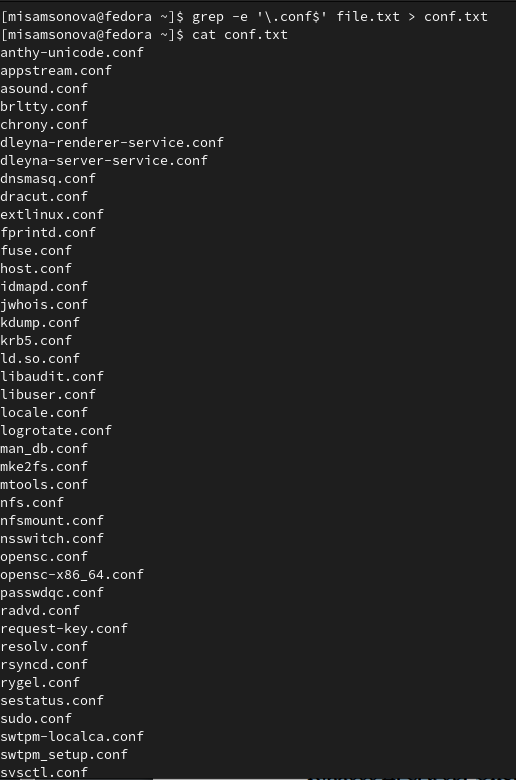 [misamsonova@fedora ~]$ grep -e '\.conf$' file.txt > conf.txt
[misamsonova@fedora ~]$ cat conf.txt
anthy-unicode.conf
appstream.conf
asound.conf
brltty.conf
chrony.conf
dleyna-renderer-service.conf
dleyna-server-service.conf
dnsmasq.conf
dracut.conf
extlinux.conf
fprintd.conf
fuse.conf
host.conf
idmapd.conf
jwhois.conf
kdump.conf
krb5.conf
ld.so.conf
libaudit.conf
libuser.conf
locale.conf
logrotate.conf
man_db.conf
mke2fs.conf
mtools.conf
nfs.conf
nfsmount.conf
nsswitch.conf
opensc.conf
opensc-x86_64.conf
passwdqc.conf
radvd.conf
request-key.conf
resolv.conf
rsyncd.conf
rygel.conf
sestatus.conf
sudo.conf
swtpm-localca.conf
swtpm_setup.conf
sysctl.conf